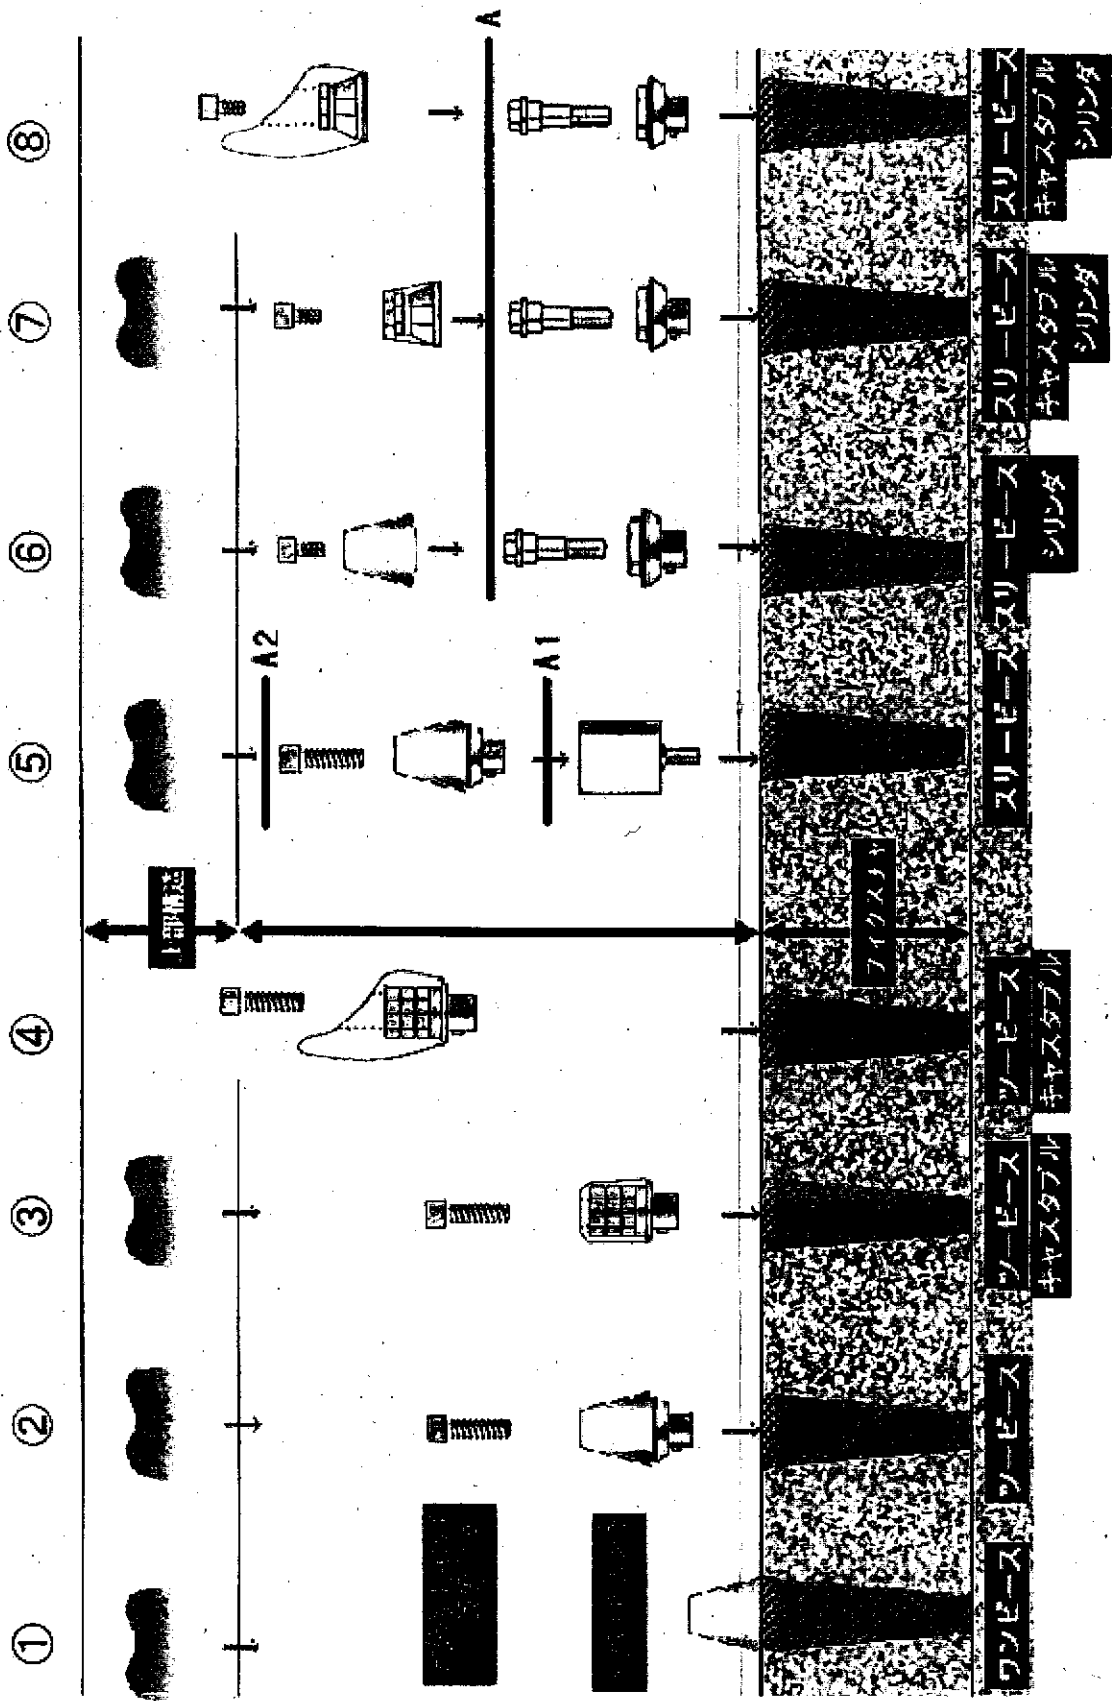 ① ② ③ ④ ⑤ ⑥ ⑦ ⑧
A2
A1
A
フィクスチャ
ワンピース
ツーピース
ツーピース
キャスタブル
ツーピース
キャスタブル
スリーピース
スリーピース
シリンダ
スリーピース
キャスタブル
シリンダ
スリーピース
キャスタブル
シリンダ